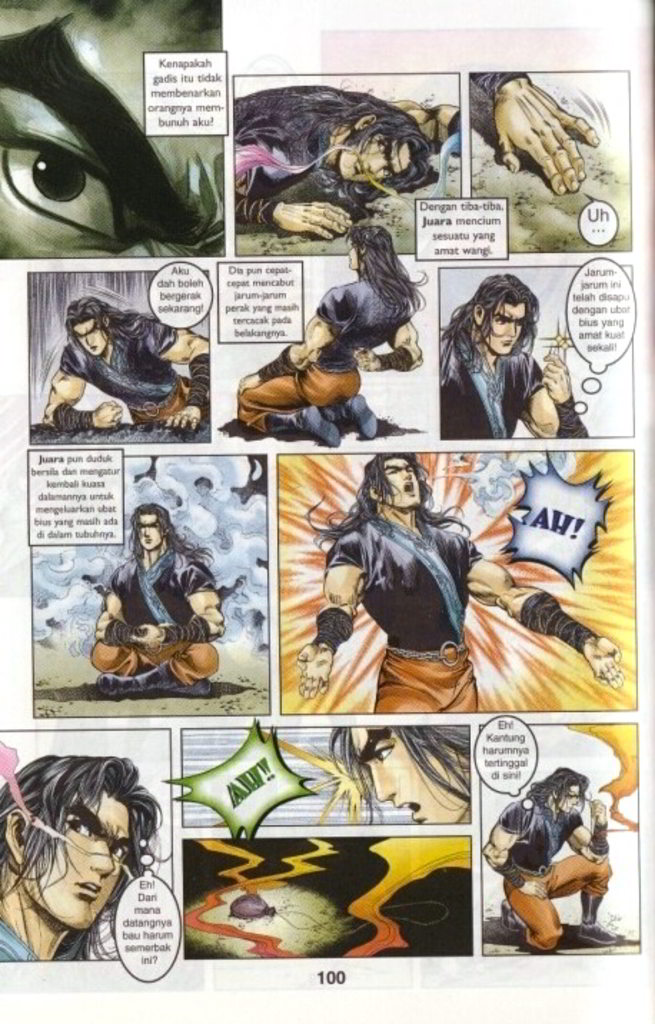 Kenapakah
gadis itu tidak
membenarkan
orangnya mem-
bunuh aku?
Dengan tiba-tiba,
Juara mencium
sesuatu yang
amat wangi.
Uh
...
Aku
dah boleh
bergerak
sekarang!
Dia pun cepat-
cepat mencabut
jarum-jarum
perak yang masih
tercacak pada
belakangnya.
Jarum-
jarum ini
telah disapu
dengan ubat
bius yang
amat kuat
sekali!
Juara pun duduk
bersila dan mengatur
kembali kuasa
dalamannya untuk
mengeluarkan ubat
bius yang masih ada
di dalam tubuhnya.
AH!
Eh!
Dari
mana
datangnya
bau harum
semerbak
ini?
AH!!
Eh!
Kantung
harumnya
tertinggal
di sini!
100